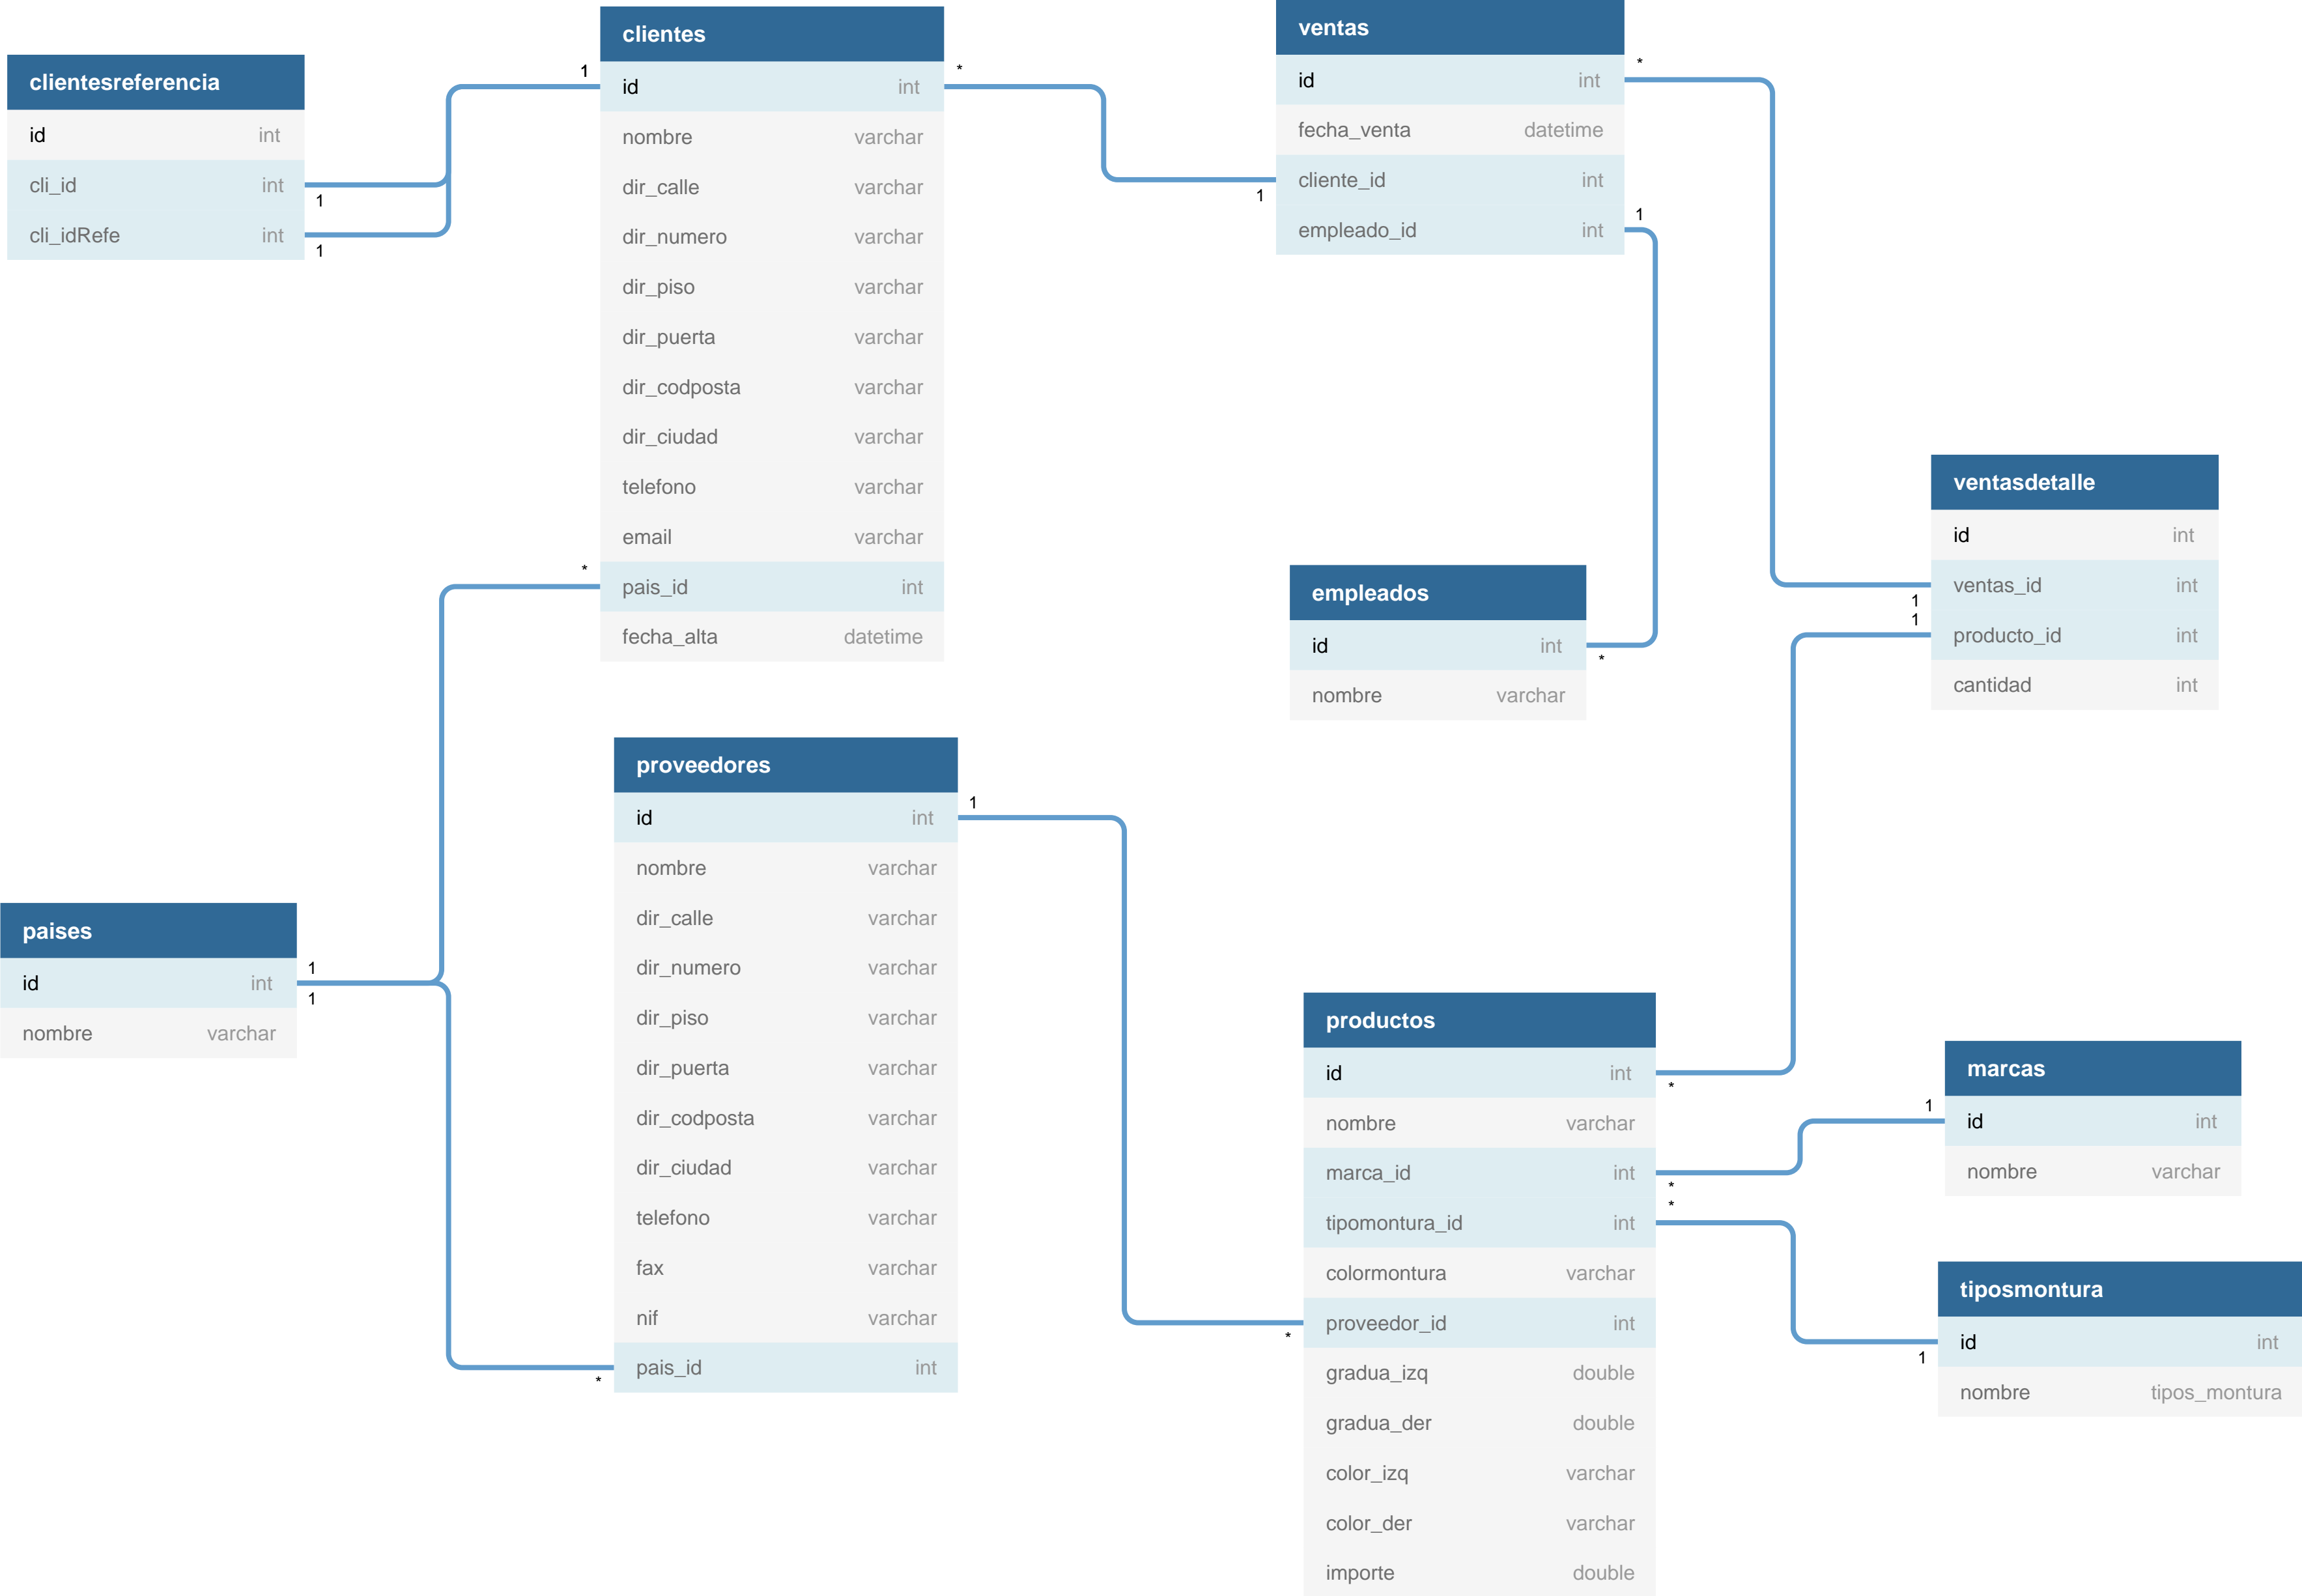 clientesreferencia
id int
cli_id int
cli_idRefe int
1
1
1
clientes
id int
nombre varchar
dir_calle varchar
dir_numero varchar
dir_piso varchar
dir_puerta varchar
dir_codposta varchar
dir_ciudad varchar
telefono varchar
email varchar
pais_id int
fecha_alta datetime
*
*
1
ventas
id int
fecha_venta datetime
cliente_id int
empleado_id int
*
1
empleados
id int
nombre varchar
*
ventasdetalle
id int
ventas_id int
producto_id int
cantidad int
1
1
proveedores
id int
nombre varchar
dir_calle varchar
dir_numero varchar
dir_piso varchar
dir_puerta varchar
dir_codposta varchar
dir_ciudad varchar
telefono varchar
fax varchar
nif varchar
pais_id int
1
*
paises
id int
nombre varchar
1
1
productos
id int
nombre varchar
marca_id int
tipomontura_id int
colormontura varchar
proveedor_id int
gradua_izq double
gradua_der double
color_izq varchar
color_der varchar
importe double
*
*
*
*
marcas
id int
nombre varchar
1
tiposmontura
id int
nombre tipos_montura
1